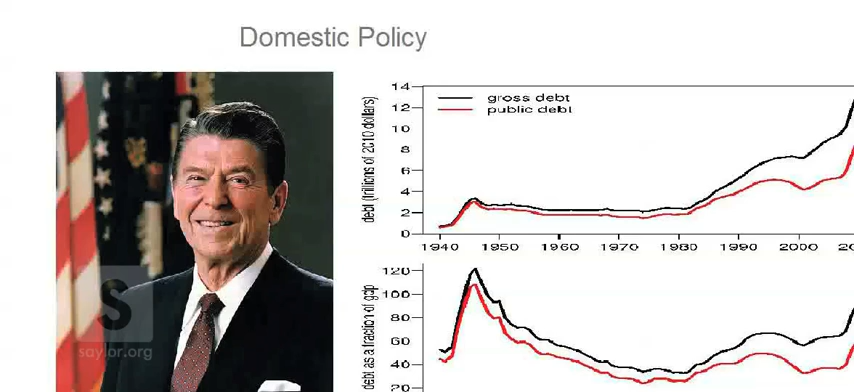 Domestic Policy
S
saylor.org
debt (trillions of 2010 dollars)
14
12
10
8
6
4
2
0
gross debt
public debt
1940 1950 1960 1970 1980 1990 2000 20
debt as a fraction of gdp
120
100
80
60
40
20